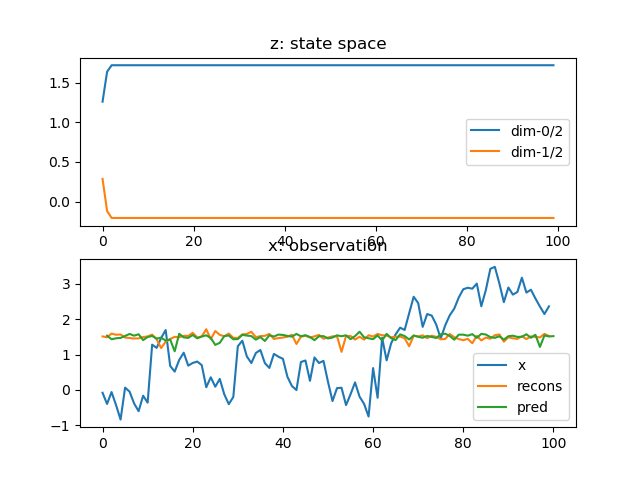 z: state space
1.5
1.0
0.5
0.0
dim-0/2
dim-1/2
0 20 40 60 80 100
x: observation
3
2
1
0
−1
x
recons
pred
0 20 40 60 80 100